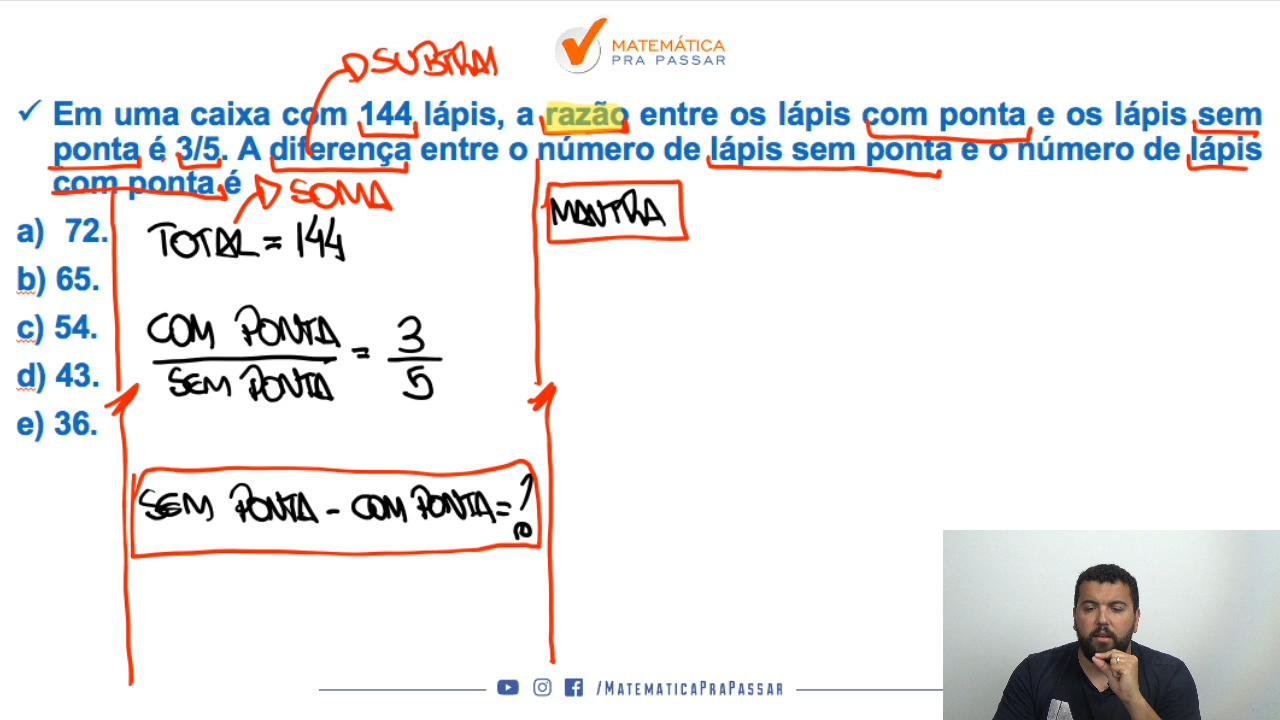 MATEMÁTICA
PRA PASSAR
SUBTRAI
✓ Em uma caixa com 144 lápis, a razão entre os lápis com ponta e os lápis sem
ponta é 3/5. A diferença entre o número de lápis sem ponta e o número de lápis
com ponta é
SOMA
a) 72.
b) 65.
c) 54.
d) 43.
e) 36.
TOTAL = 144
COM PONTA
SEM PONTA
= 3
5
SEM PONTA - COM PONTA = ?
MANTRA
/MATEMATICAPRAPASSAR